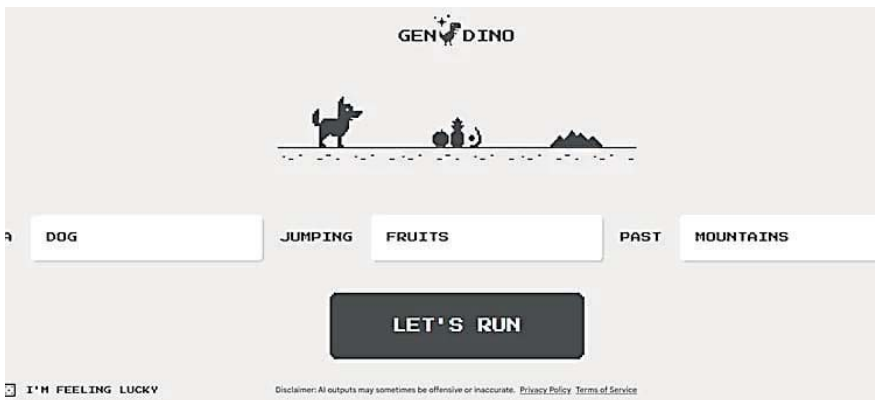 GEN DINO
A DOG JUMPING FRUITS PAST MOUNTAINS
LET'S RUN
I'M FEELING LUCKY
Disclaimer: AI outputs may sometimes be offensive or inaccurate. Privacy Policy Terms of Service